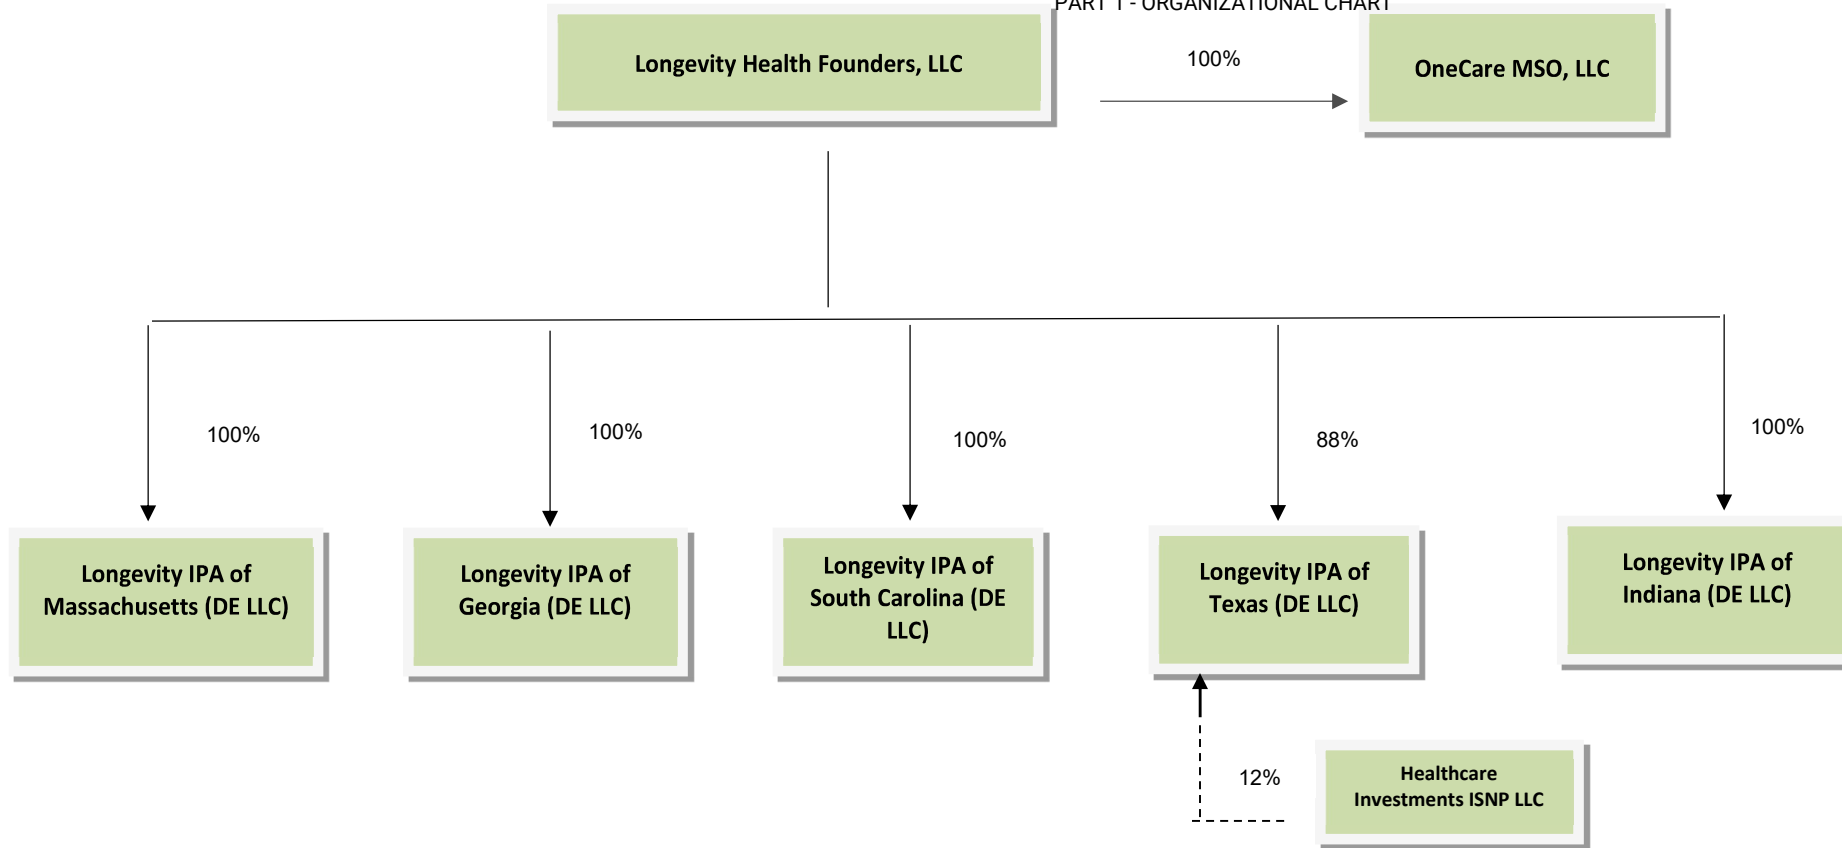 PART 1 - ORGANIZATIONAL CHART
Longevity Health Founders, LLC
100%
OneCare MSO, LLC
100%
100%
100%
88%
100%
Longevity IPA of
Massachusetts (DE LLC)
Longevity IPA of
Georgia (DE LLC)
Longevity IPA of
South Carolina (DE
LLC)
Longevity IPA of
Texas (DE LLC)
Longevity IPA of
Indiana (DE LLC)
12%
Healthcare
Investments ISNP LLC